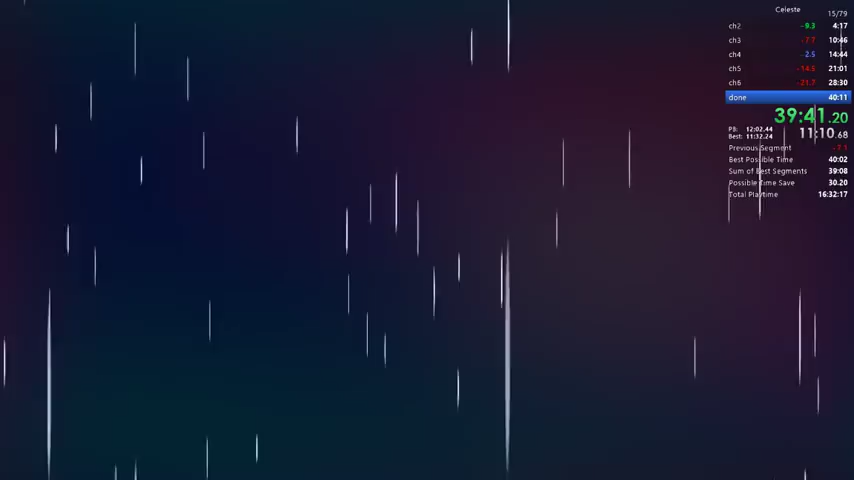 Celeste
15/79
ch2 -9.3 4:17
ch3 -7.7 10:46
ch4 -2.5 14:44
ch5 -14.5 21:01
ch6 -21.7 28:30
done 40:11
39:41.20
PB: 12:02.44
Best: 11:32.24
11:10.68
Previous Segment -7.1
Best Possible Time 40:02
Sum of Best Segments 39:08
Possible Time Save 30.20
Total Playtime 16:32:17